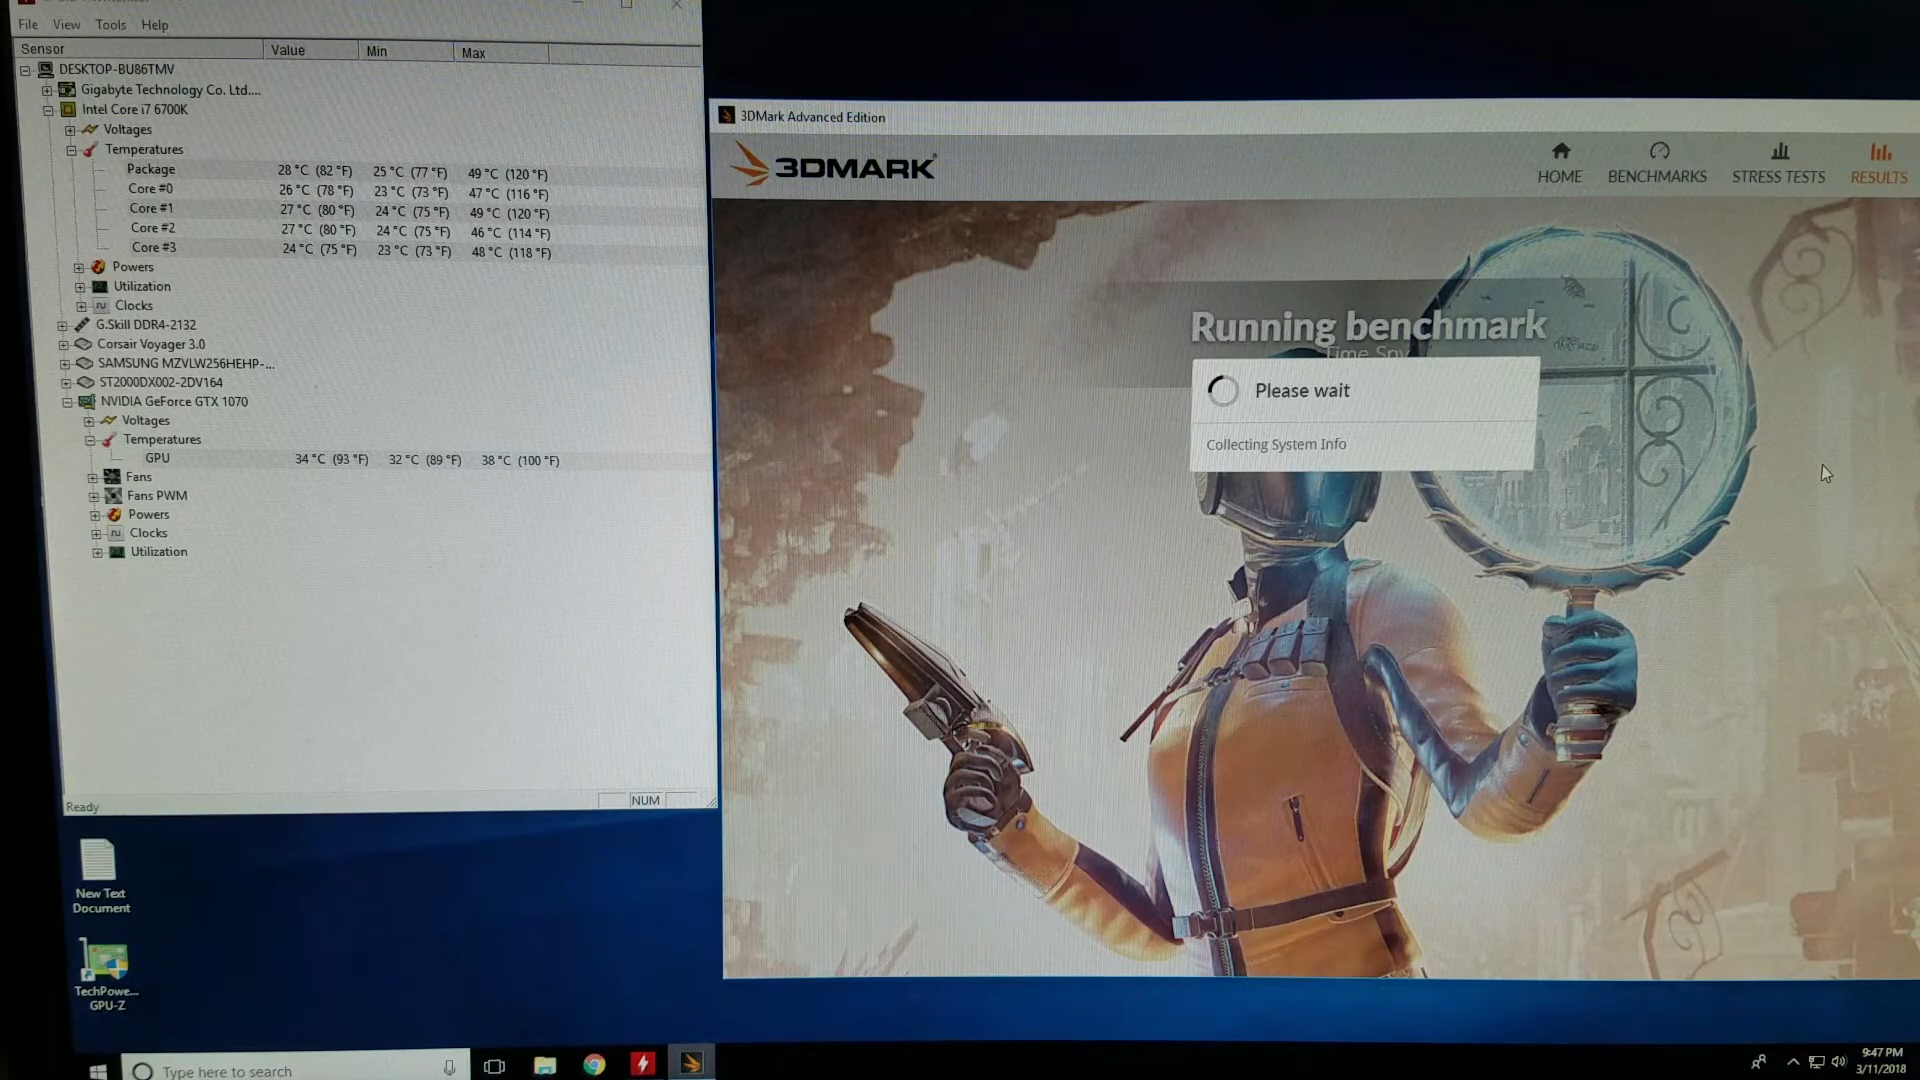 File View Tools Help
Sensor Value Min Max
DESKTOP-BU86TMV
Gigabyte Technology Co. Ltd....
Intel Core i7 6700K
Voltages
Temperatures
Package 28 °C (82 °F) 25 °C (77 °F) 49 °C (120 °F)
Core #0 26 °C (78 °F) 23 °C (73 °F) 47 °C (116 °F)
Core #1 27 °C (80 °F) 24 °C (75 °F) 49 °C (120 °F)
Core #2 27 °C (80 °F) 24 °C (75 °F) 46 °C (114 °F)
Core #3 24 °C (75 °F) 23 °C (73 °F) 48 °C (118 °F)
Powers
Utilization
Clocks
G.Skill DDR4-2132
Corsair Voyager 3.0
SAMSUNG MZVLW256HEHP-...
ST2000DX002-2DV164
NVIDIA GeForce GTX 1070
Voltages
Temperatures
GPU 34 °C (93 °F) 32 °C (89 °F) 38 °C (100 °F)
Fans
Fans PWM
Powers
Clocks
Utilization
Ready NUM
3DMark Advanced Edition
3DMARK
HOME BENCHMARKS STRESS TESTS RESULTS
Running benchmark
Time Spy
Please wait
Collecting System Info
New Text
Document
TechPowe...
GPU-Z
Type here to search
9:47 PM
3/11/2018